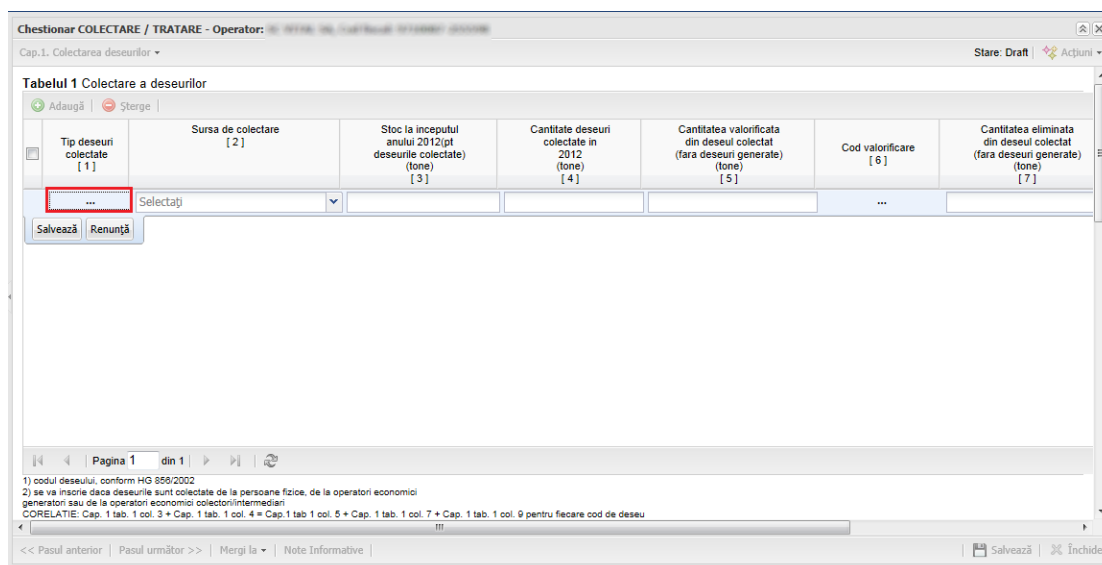 Chestionar COLECTARE / TRATARE - Operator:
Cap.1. Colectarea deseurilor
Stare: Draft
Acțiuni
Tabelul 1 Colectare a deseurilor
Adaugă
Șterge
Tip deseuri
colectate
[ 1 ]
Sursa de colectare
[ 2 ]
Stoc la inceputul
anului 2012(pt
deseurile colectate)
(tone)
[ 3 ]
Cantitate deseuri
colectate in
2012
(tone)
[ 4 ]
Cantitatea valorificata
din deseul colectat
(fara deseuri generate)
(tone)
[ 5 ]
Cod valorificare
[ 6 ]
Cantitatea eliminata
din deseul colectat
(fara deseuri generate)
(tone)
[ 7 ]
...
Selectați
...
Salvează
Renunță
Pagina 1 din 1
1) codul deseului, conform HG 856/2002
2) se va inscrie daca deseurile sunt colectate de la persoane fizice, de la operatori economici
generatori sau de la operatori economici colectori/intermediari
CORELATIE: Cap. 1 tab. 1 col. 3 + Cap. 1 tab. 1 col. 4 = Cap.1 tab 1 col. 5 + Cap. 1 tab. 1 col. 7 + Cap. 1 tab. 1 col. 9 pentru fiecare cod de deseu
<< Pasul anterior | Pasul următor >> | Mergi la | Note Informative |
Salvează
Închide